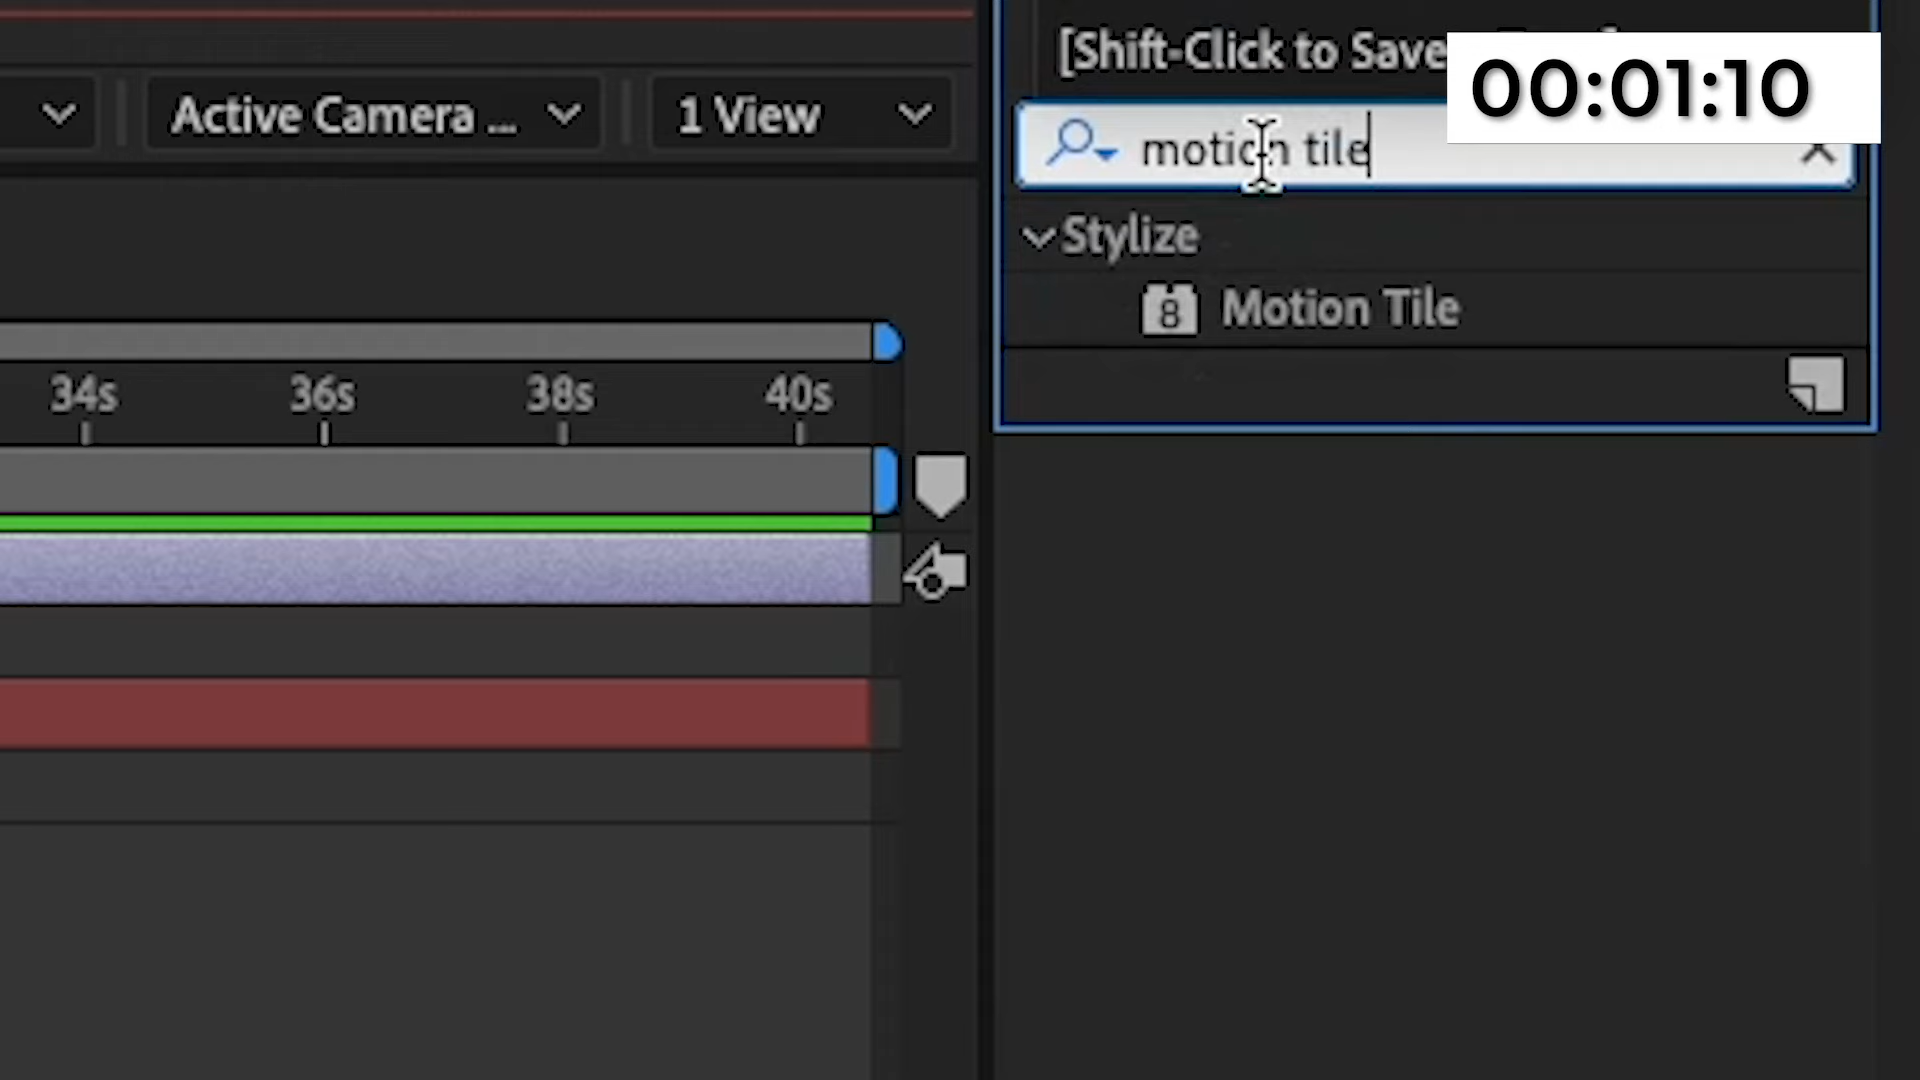 [Shift-Click to Save
00:01:10
Active Camera ...
1 View
motion tile
Stylize
8 Motion Tile
34s 36s 38s 40s